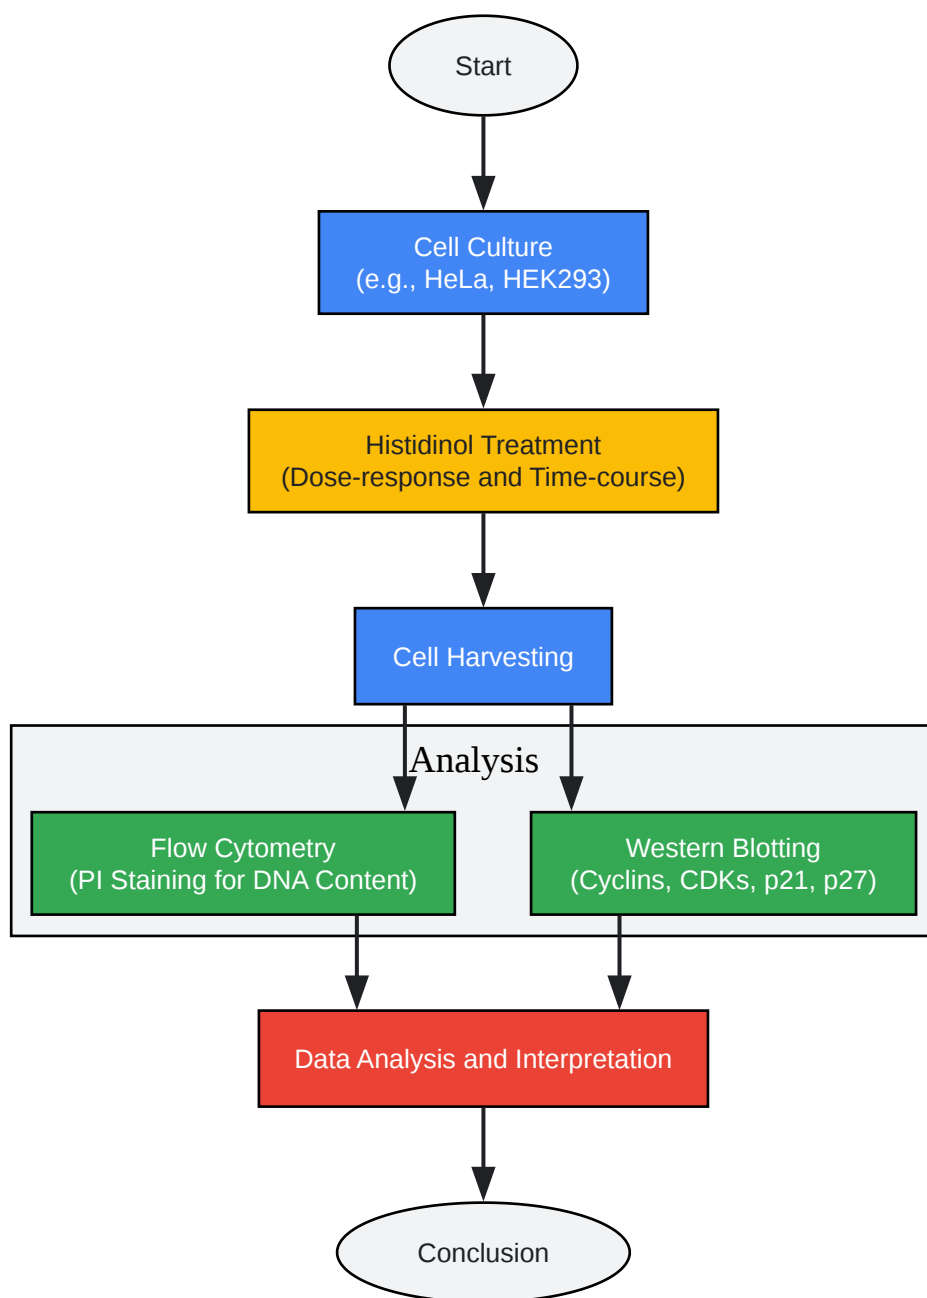 Start
Cell Culture
(e.g., HeLa, HEK293)
Histidinol Treatment
(Dose-response and Time-course)
Cell Harvesting
Analysis
Flow Cytometry
(PI Staining for DNA Content)
Western Blotting
(Cyclins, CDKs, p21, p27)
Data Analysis and Interpretation
Conclusion